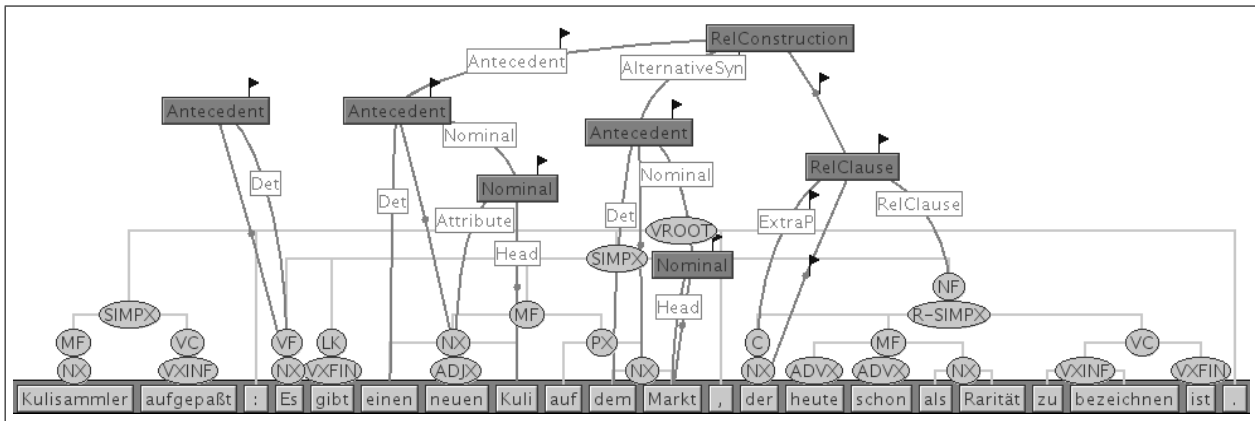 RelConstruction
Antecedent AlternativeSyn
Antecedent Antecedent Antecedent
Nominal
RelClause
Det Nominal Nominal
Det Attribute Det ExtraP RelClause
VROOT
Head SIMPX Nominal
NF
SIMPX MF Head R-SIMPX
MF VC VF LK NX PX C MF VC
NX VXINF NX VXFIN ADJX NX NX ADVX ADVX NX VXINF VXFIN
Kulisammler aufgepaßt : Es gibt einen neuen Kuli auf dem Markt , der heute schon als Rarität zu bezeichnen ist .